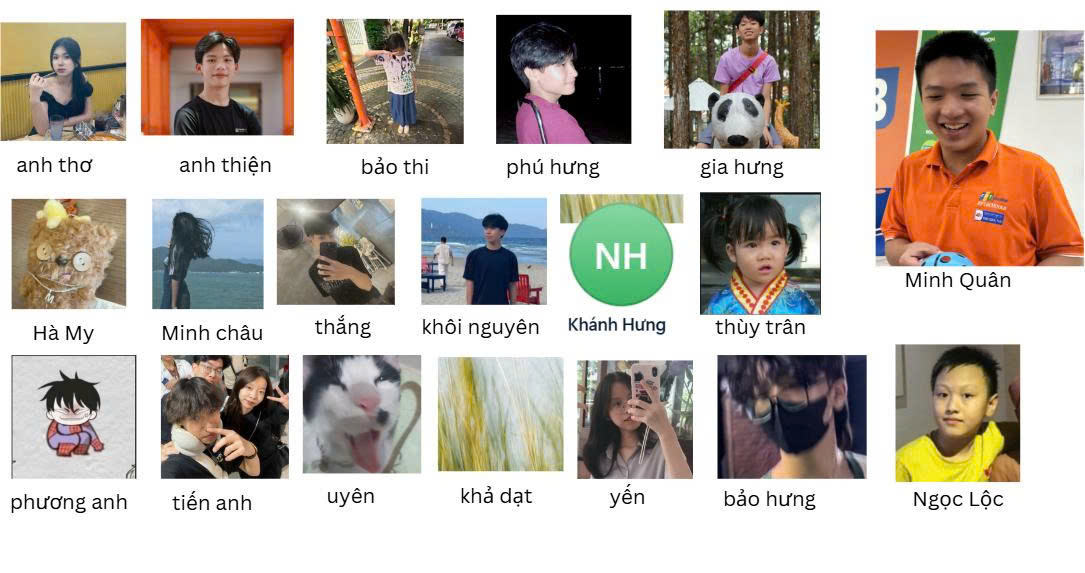 anh thơ
anh thiện
bảo thi
phú hưng
gia hưng
Minh Quân
Hà My
Minh châu
thắng
khôi nguyên
NH
Khánh Hưng
thùy trân
phương anh
tiến anh
uyên
khả dạt
yến
bảo hưng
Ngọc Lộc